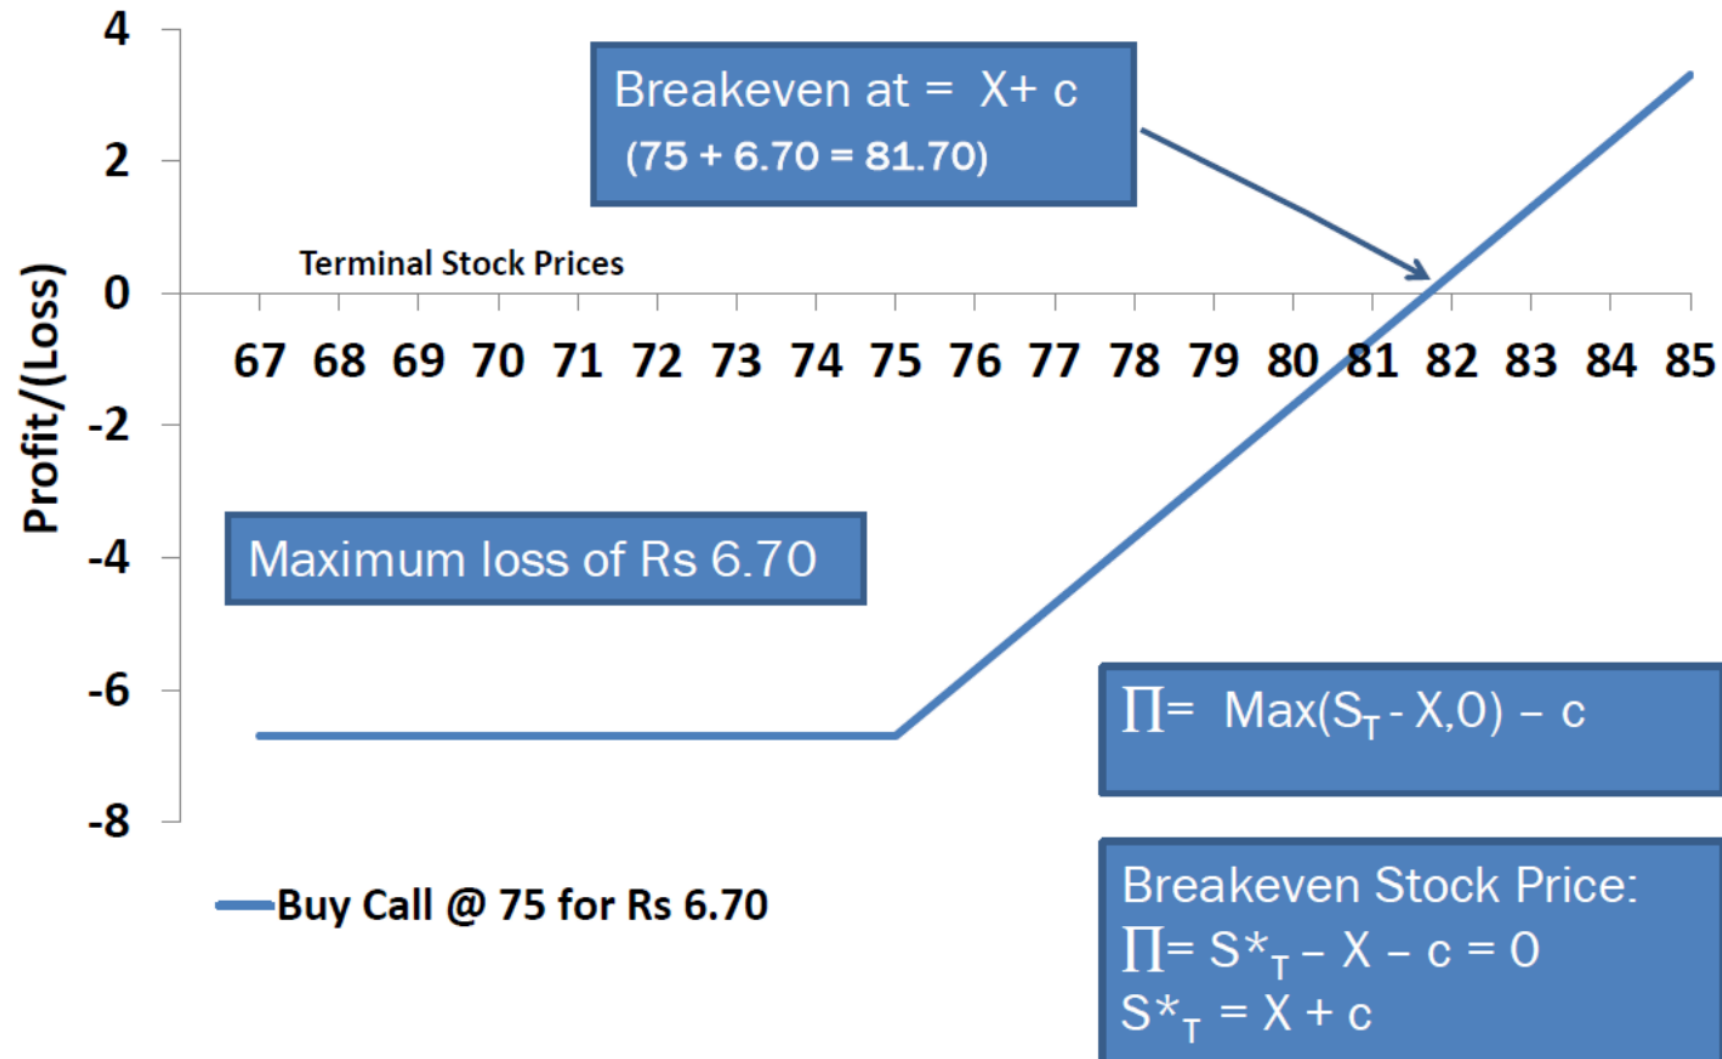 4
2
0
-2
-4
-6
-8
Profit/(Loss)
Breakeven at = X+ c
(75 + 6.70 = 81.70)
Terminal Stock Prices
67 68 69 70 71 72 73 74 75 76 77 78 79 80 81 82 83 84 85
Maximum loss of Rs 6.70
∏= Max(S_T - X,0) – c
Buy Call @ 75 for Rs 6.70
Breakeven Stock Price:
∏= S*_T – X – c = 0
S*_T = X + c